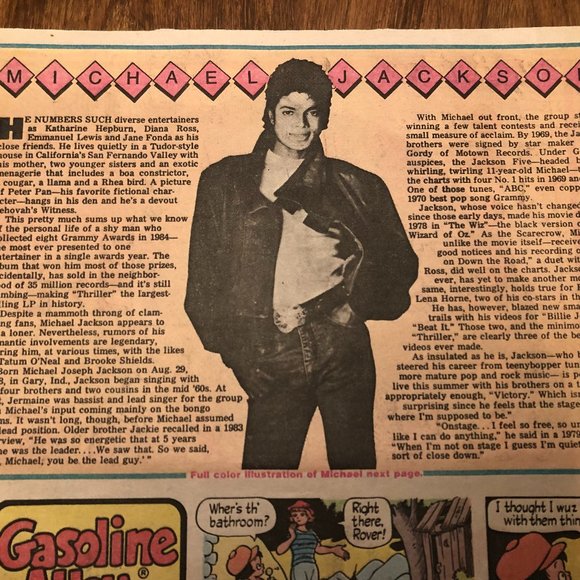 MICHAEL JACKSO
HE NUMBERS SUCH diverse entertainers
as Katharine Hepburn, Diana Ross,
Emmanuel Lewis and Jane Fonda as his
close friends. He lives quietly in a Tudor-style
house in California's San Fernando Valley with
his mother, two younger sisters and an exotic
menagerie that includes a boa constrictor,
cougar, a llama and a Rhea bird. A picture
of Peter Pan—his favorite fictional char-
cter—hangs in his den and he's a devout
ehovah's Witness.
This pretty much sums up what we know
f the personal life of a shy man who
ollected eight Grammy Awards in 1984—
e most ever presented to one
ntertainer in a single awards year. The
lbum that won him most of those prizes,
cidentally, has sold in the neighbor-
ood of 35 million records—and it's still
mbing—making "Thriller" the largest-
lling LP in history.
Despite a mammoth throng of clam-
ng fans, Michael Jackson appears to
a loner. Nevertheless, rumors of his
mantic involvements are legendary,
ring him, at various times, with the likes
Tatum O'Neal and Brooke Shields.
Born Michael Joseph Jackson on Aug. 29,
8, in Gary, Ind., Jackson began singing with
four brothers and two cousins in the mid '60s. At
t, Jermaine was bassist and lead singer for the group
h Michael's input coming mainly on the bongo
ms. It wasn't long, though, before Michael assumed
lead position. Older brother Jackie recalled in a 1983
rview, "He was so energetic that at 5 years
he was the leader. . . .We saw that. So we said,
, Michael; you be the lead guy.' "
With Michael out front, the group st
winning a few talent contests and recei
small measure of acclaim. By 1969, the Ja
brothers were signed by star maker
Gordy of Motown Records. Under G
auspices, the Jackson Five—headed
whirling, twirling 11-year-old Michael—
the charts with four No. 1 hits in 1969 an
One of those tunes, "ABC," even copp
1970 best pop song Grammy.
Jackson, whose voice hasn't changed
since those early days, made his movie d
1978 in "The Wiz"—the black version o
Wizard of Oz." As the Scarecrow, Mi
unlike the movie itself—receive
good notices and his recording o
on Down the Road," a duet wit
Ross, did well on the charts. Jackson
ever, has yet to make another mo
same, interestingly, holds true for R
Lena Horne, two of his co-stars in th
He has, however, blazed new sma
trails with his videos for "Billie J
"Beat It." Those two, and the minimo
"Thriller," are clearly three of the be
videos ever made.
As insulated as he is, Jackson—who h
steered his career from teenybopper tun
more mature pop and rock music— is po
live this summer with his brothers on a t
appropriately enough, "Victory." Which is
surprising since he feels that the stage
where I'm supposed to be."
"Onstage. . .I feel so free, so un
like I can do anything," he said in a 1979
"When I'm not on stage I guess I'm quiet
sort of close down."
Full color illustration of Michael next page.
Gasoline
Alley®
Wher's th'
bathroom?
Right
there,
Rover!
I thought I wuz
with them thin